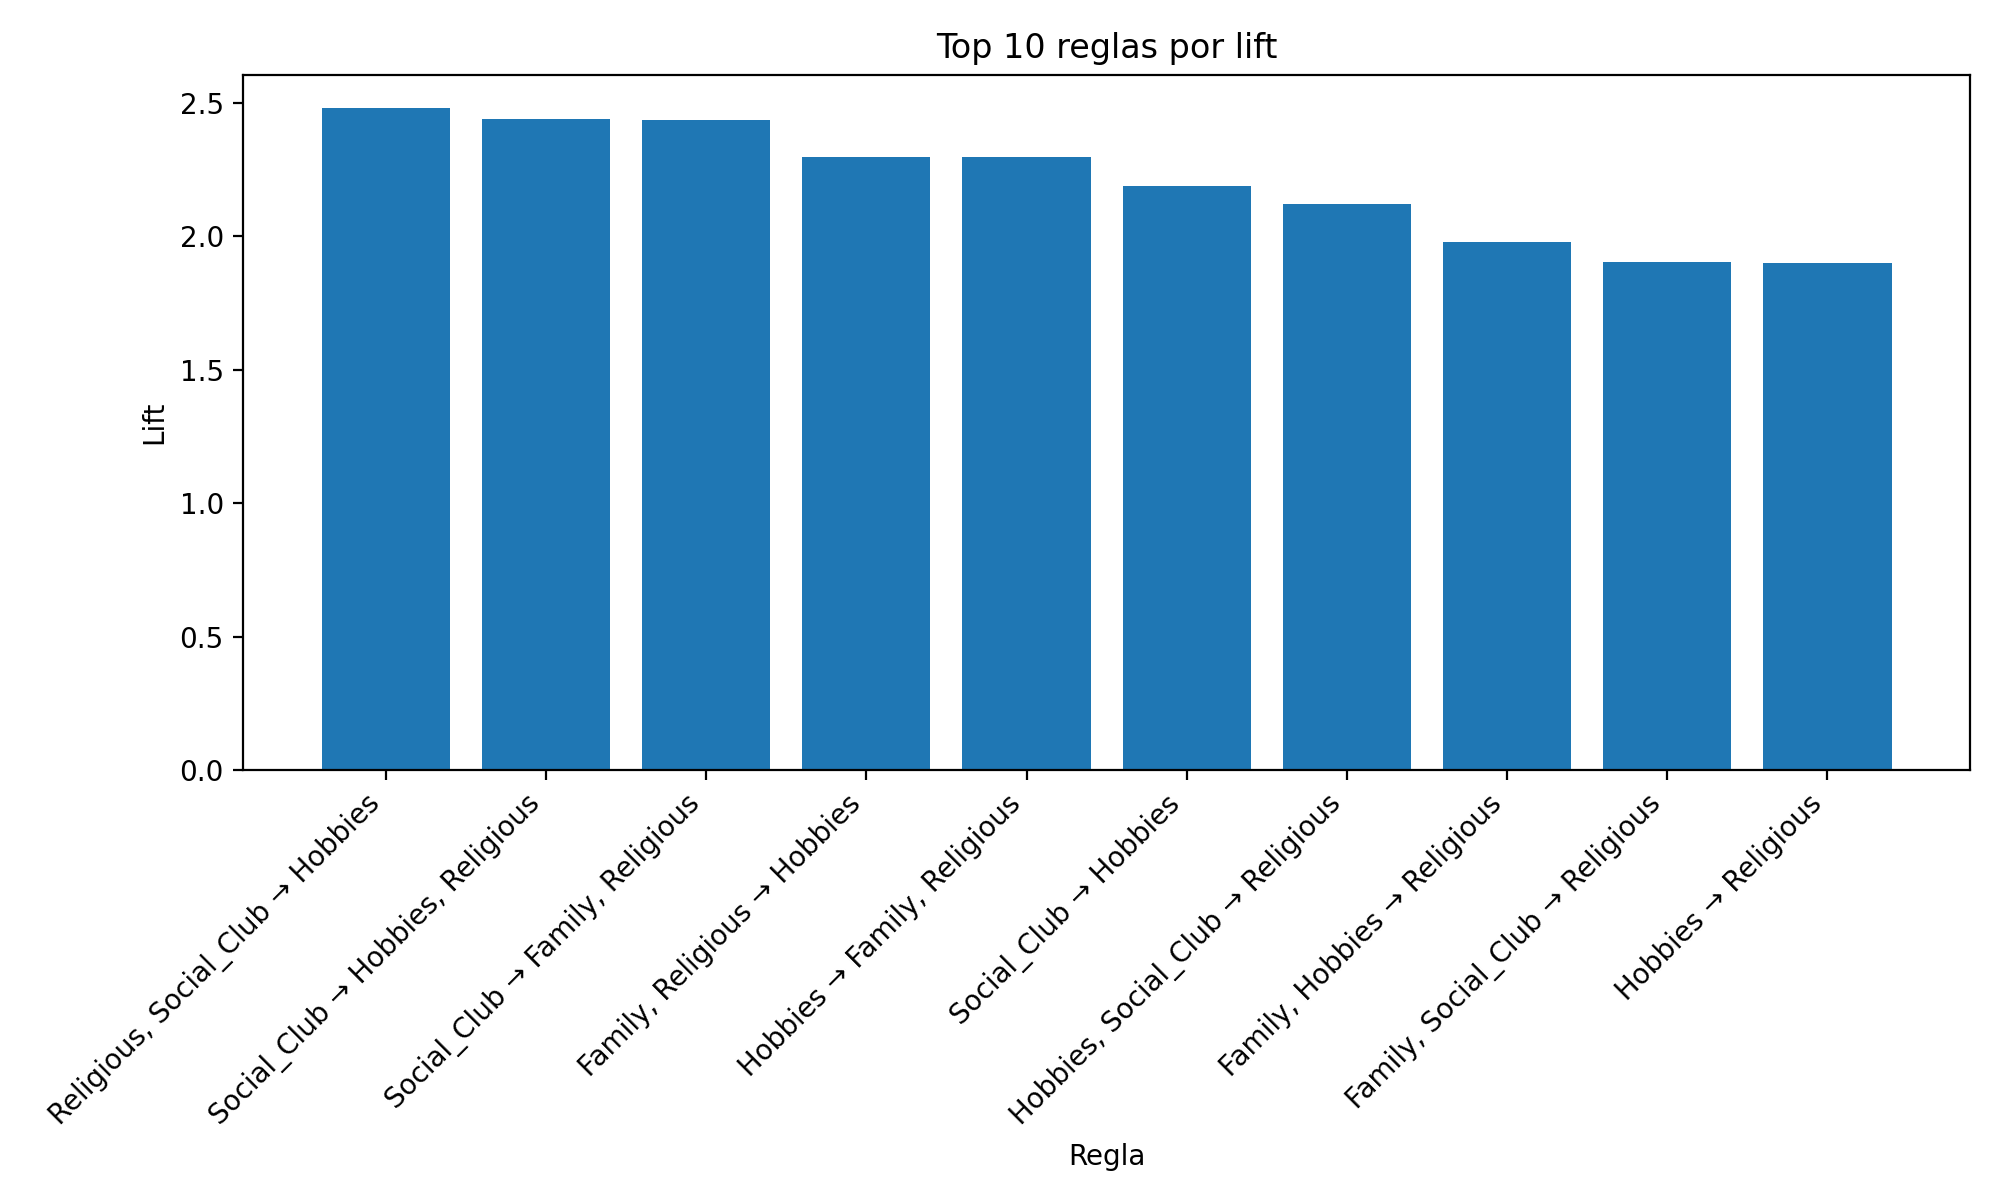 Top 10 reglas por lift
2.5
2.0
1.5
1.0
0.5
0.0
Lift
Religious, Social_Club → Hobbies
Social_Club → Hobbies, Religious
Social_Club → Family, Religious
Family, Religious → Hobbies
Hobbies → Family, Religious
Social_Club → Hobbies
Hobbies, Social_Club → Religious
Family, Hobbies → Religious
Family, Social_Club → Religious
Hobbies → Religious
Regla